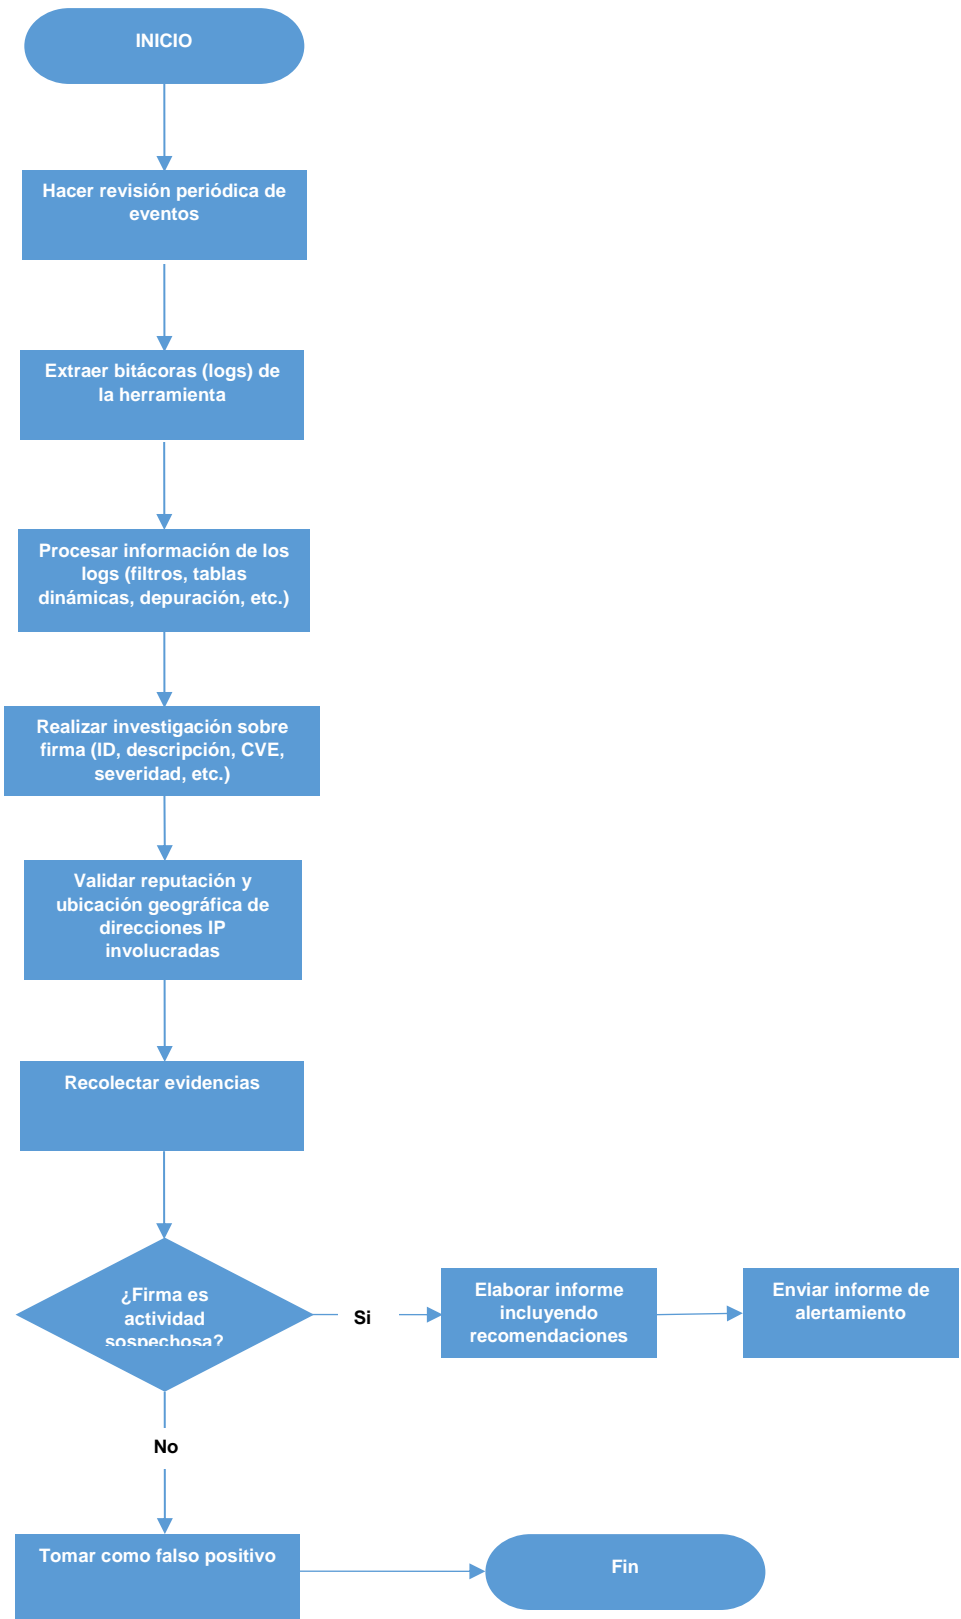 INICIO
Hacer revisión periódica de
eventos
Extraer bitácoras (logs) de
la herramienta
Procesar información de los
logs (filtros, tablas
dinámicas, depuración, etc.)
Realizar investigación sobre
firma (ID, descripción, CVE,
severidad, etc.)
Validar reputación y
ubicación geográfica de
direcciones IP
involucradas
Recolectar evidencias
¿Firma es
actividad
sospechosa?
Si
Elaborar informe
incluyendo
recomendaciones
Enviar informe de
alertamiento
No
Tomar como falso positivo
Fin